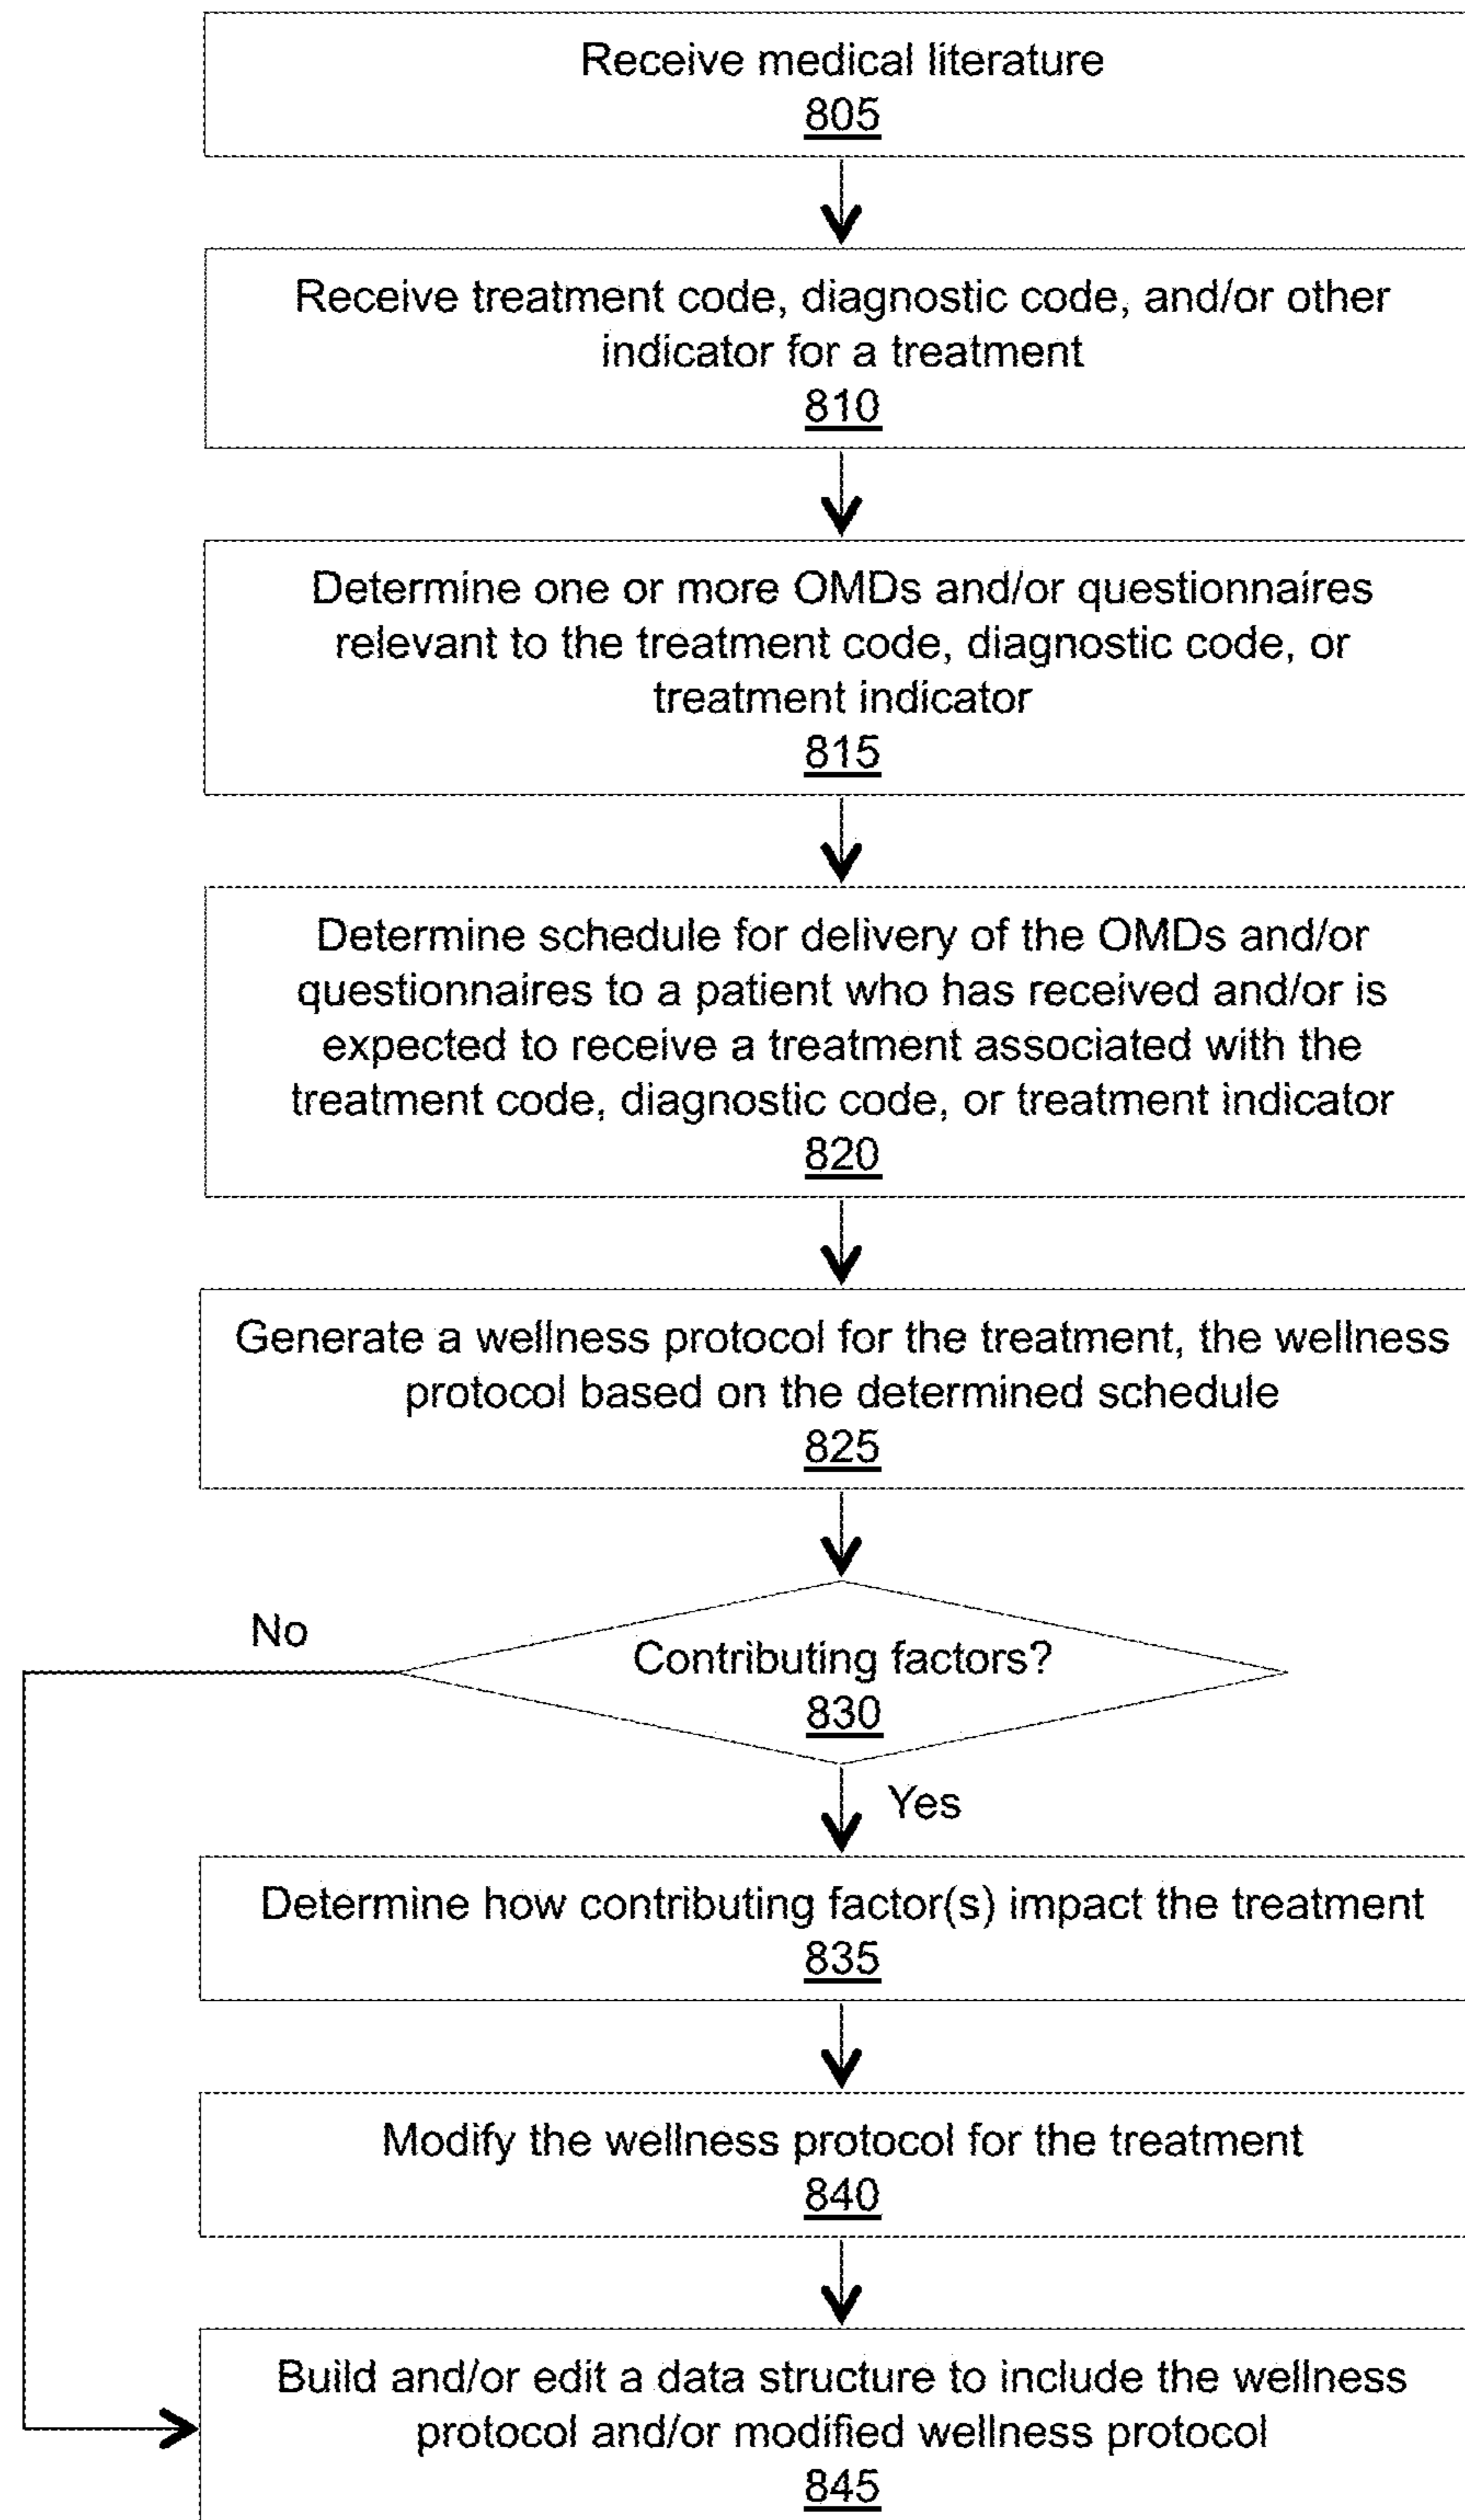 Receive medical literature
805
Receive treatment code, diagnostic code, and/or other
indicator for a treatment
810
Determine one or more OMDs and/or questionnaires
relevant to the treatment code, diagnostic code, or
treatment indicator
815
Determine schedule for delivery of the OMDs and/or
questionnaires to a patient who has received and/or is
expected to receive a treatment associated with the
treatment code, diagnostic code, or treatment indicator
820
Generate a wellness protocol for the treatment, the wellness
protocol based on the determined schedule
825
No
Contributing factors?
830
Yes
Determine how contributing factor(s) impact the treatment
835
Modify the wellness protocol for the treatment
840
Build and/or edit a data structure to include the wellness
protocol and/or modified wellness protocol
845